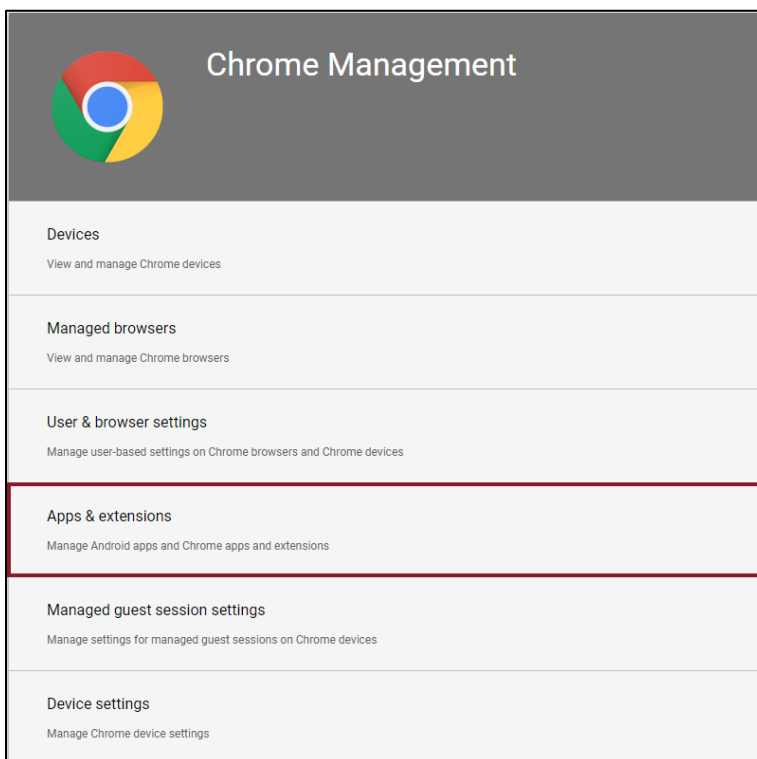 Chrome Management
Devices
View and manage Chrome devices
Managed browsers
View and manage Chrome browsers
User & browser settings
Manage user-based settings on Chrome browsers and Chrome devices
Apps & extensions
Manage Android apps and Chrome apps and extensions
Managed guest session settings
Manage settings for managed guest sessions on Chrome devices
Device settings
Manage Chrome device settings